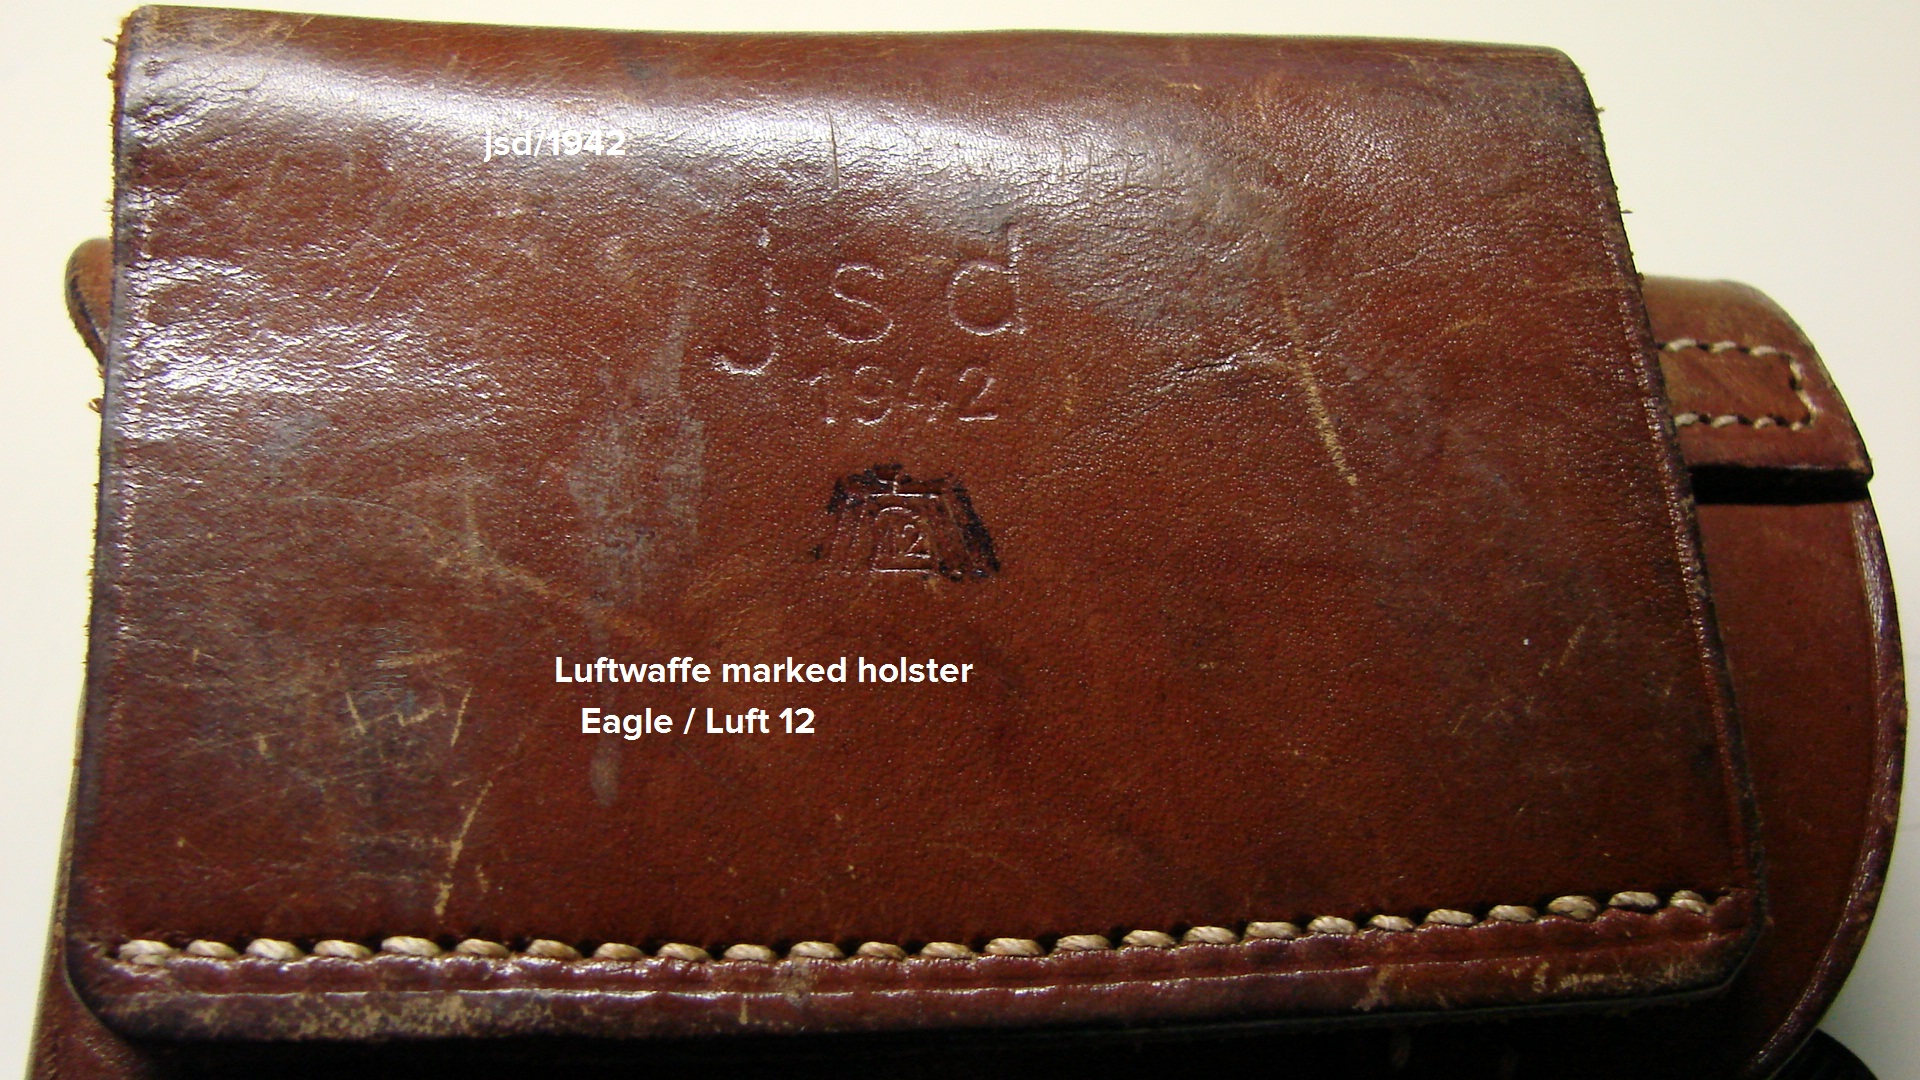 jsd/1942
jsd
1942
L
12
Luftwaffe marked holster
Eagle / Luft 12